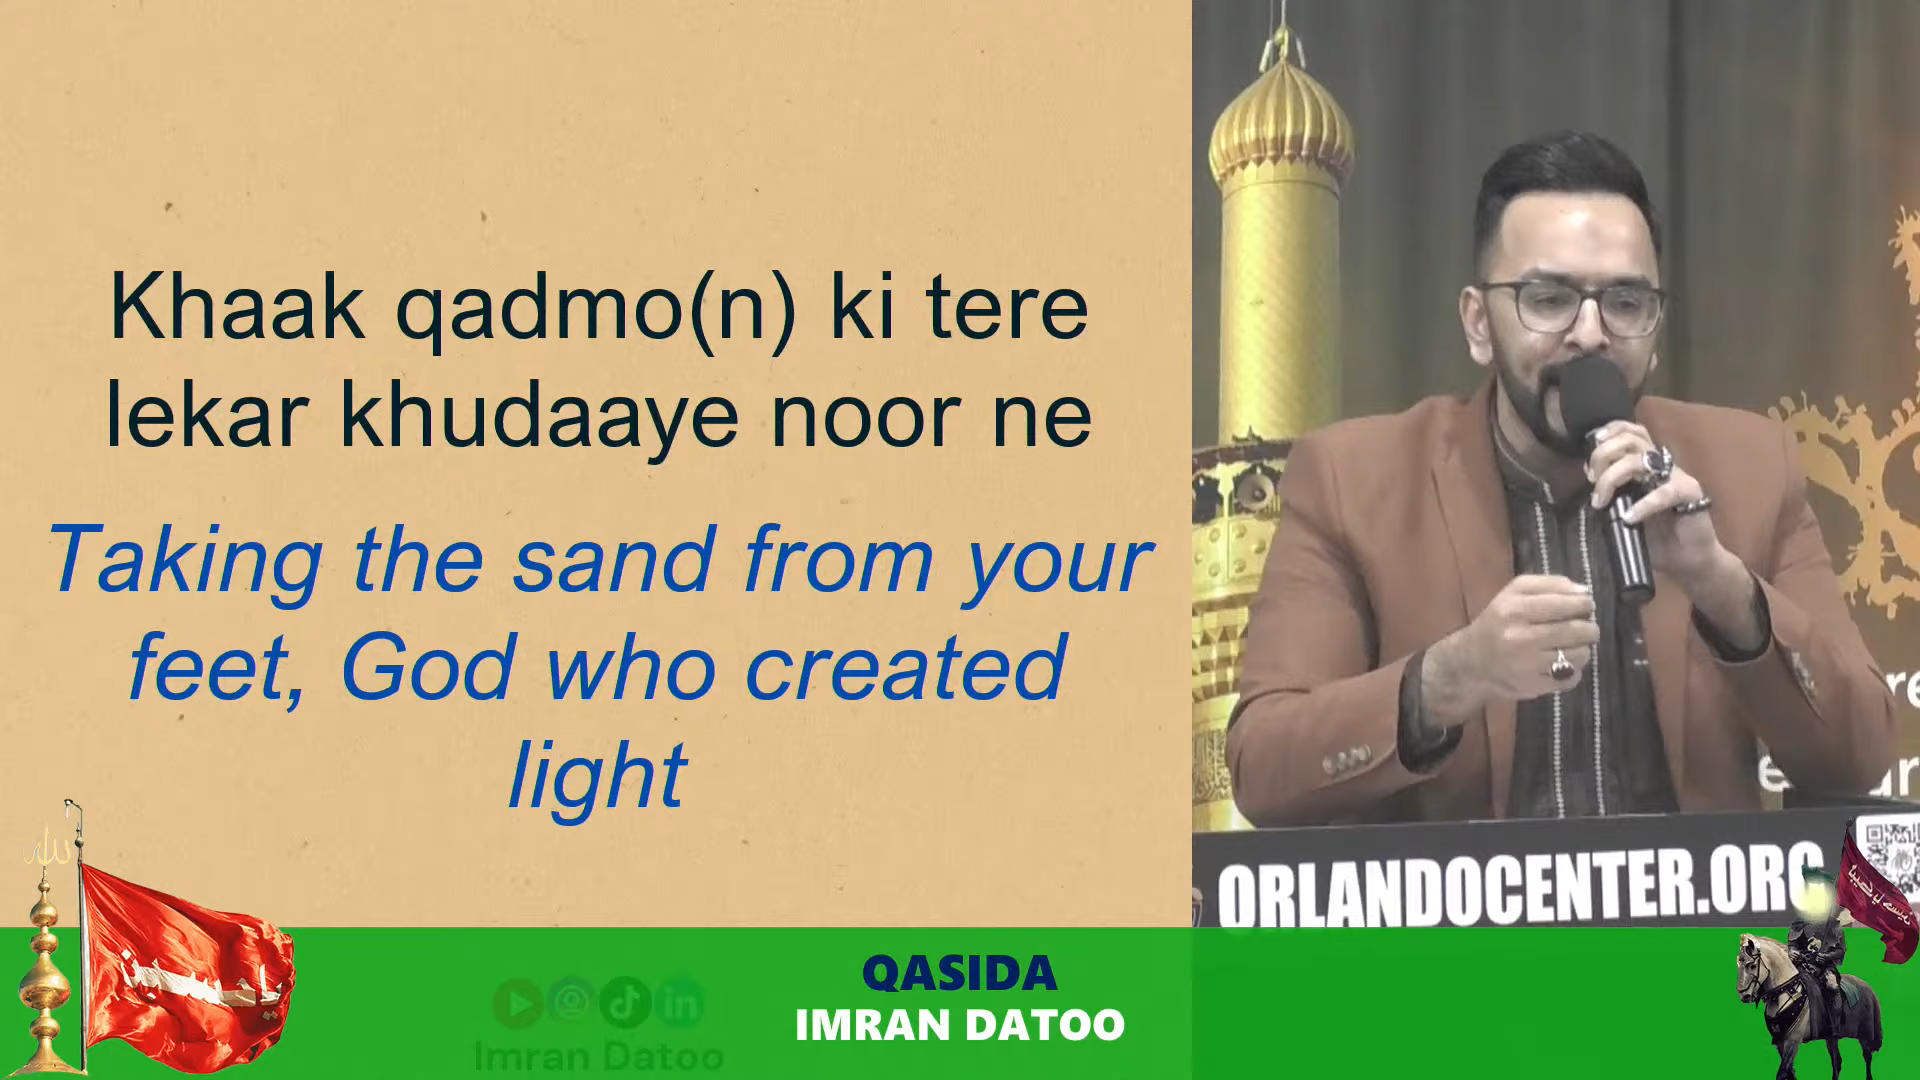 Khaak qadmo(n) ki tere
lekar khudaaye noor ne
Taking the sand from your
feet, God who created
light
ORLANDOCENTER.ORG
QASIDA
IMRAN DATOO
Imran Datoo